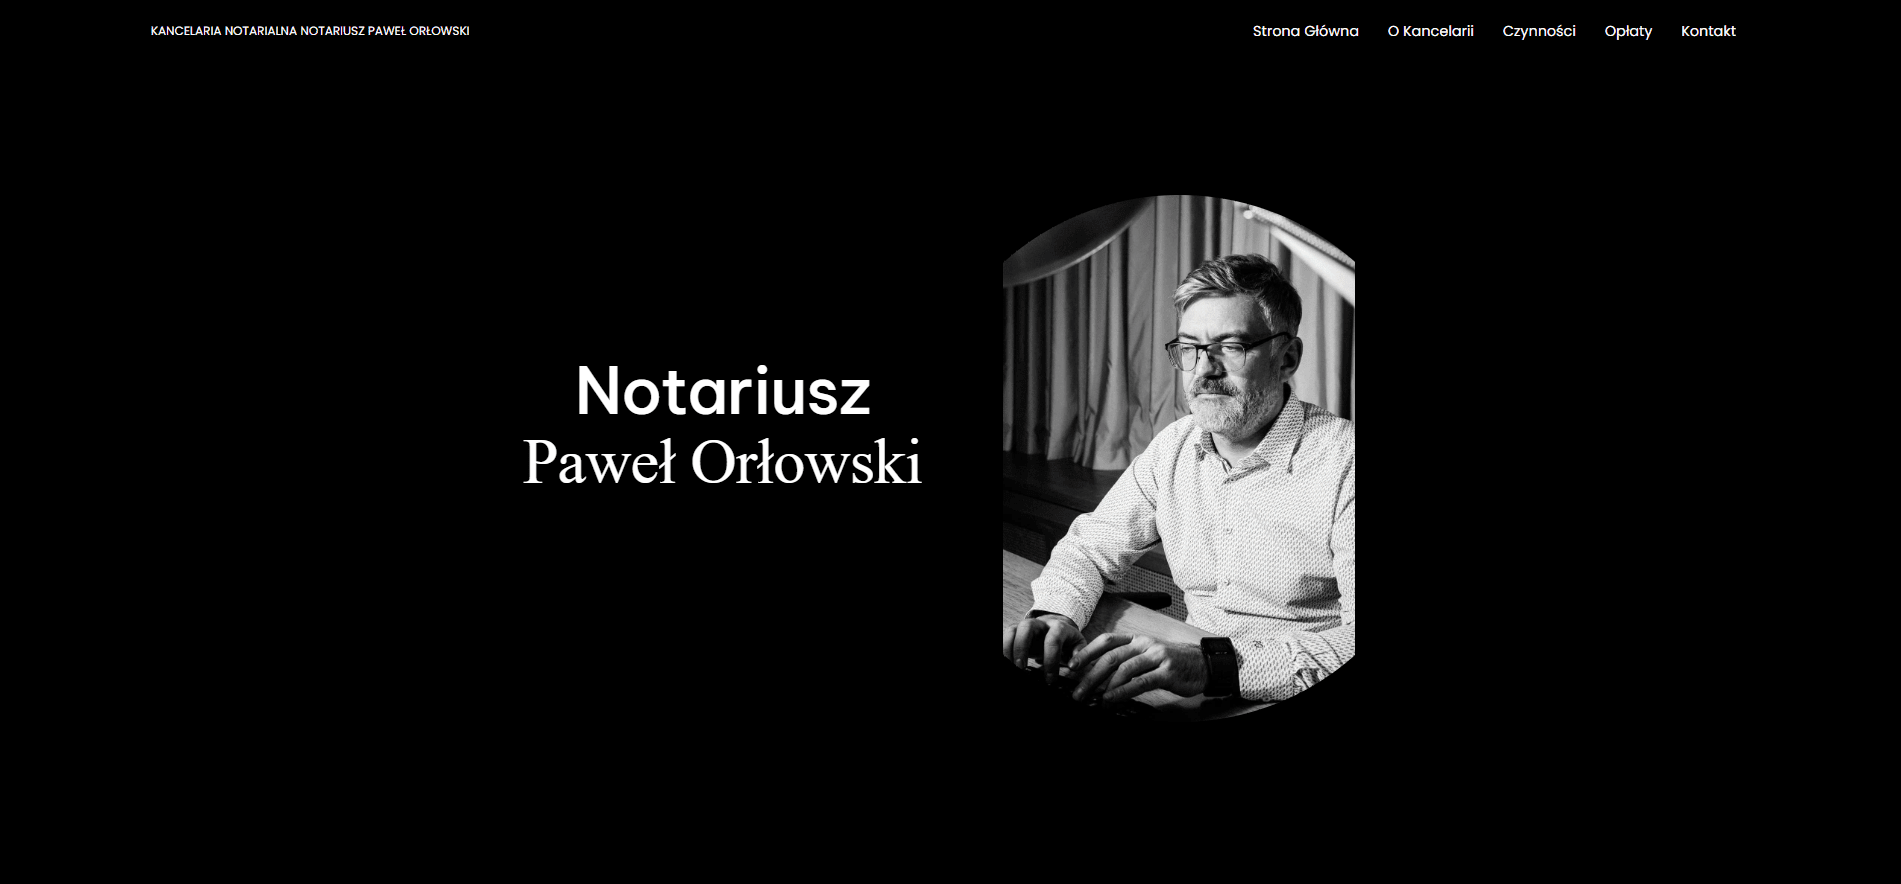 KANCELARIA NOTARIALNA NOTARIUSZ PAWEŁ ORŁOWSKI
Strona Główna O Kancelarii Czynności Opłaty Kontakt
Notariusz
Paweł Orłowski